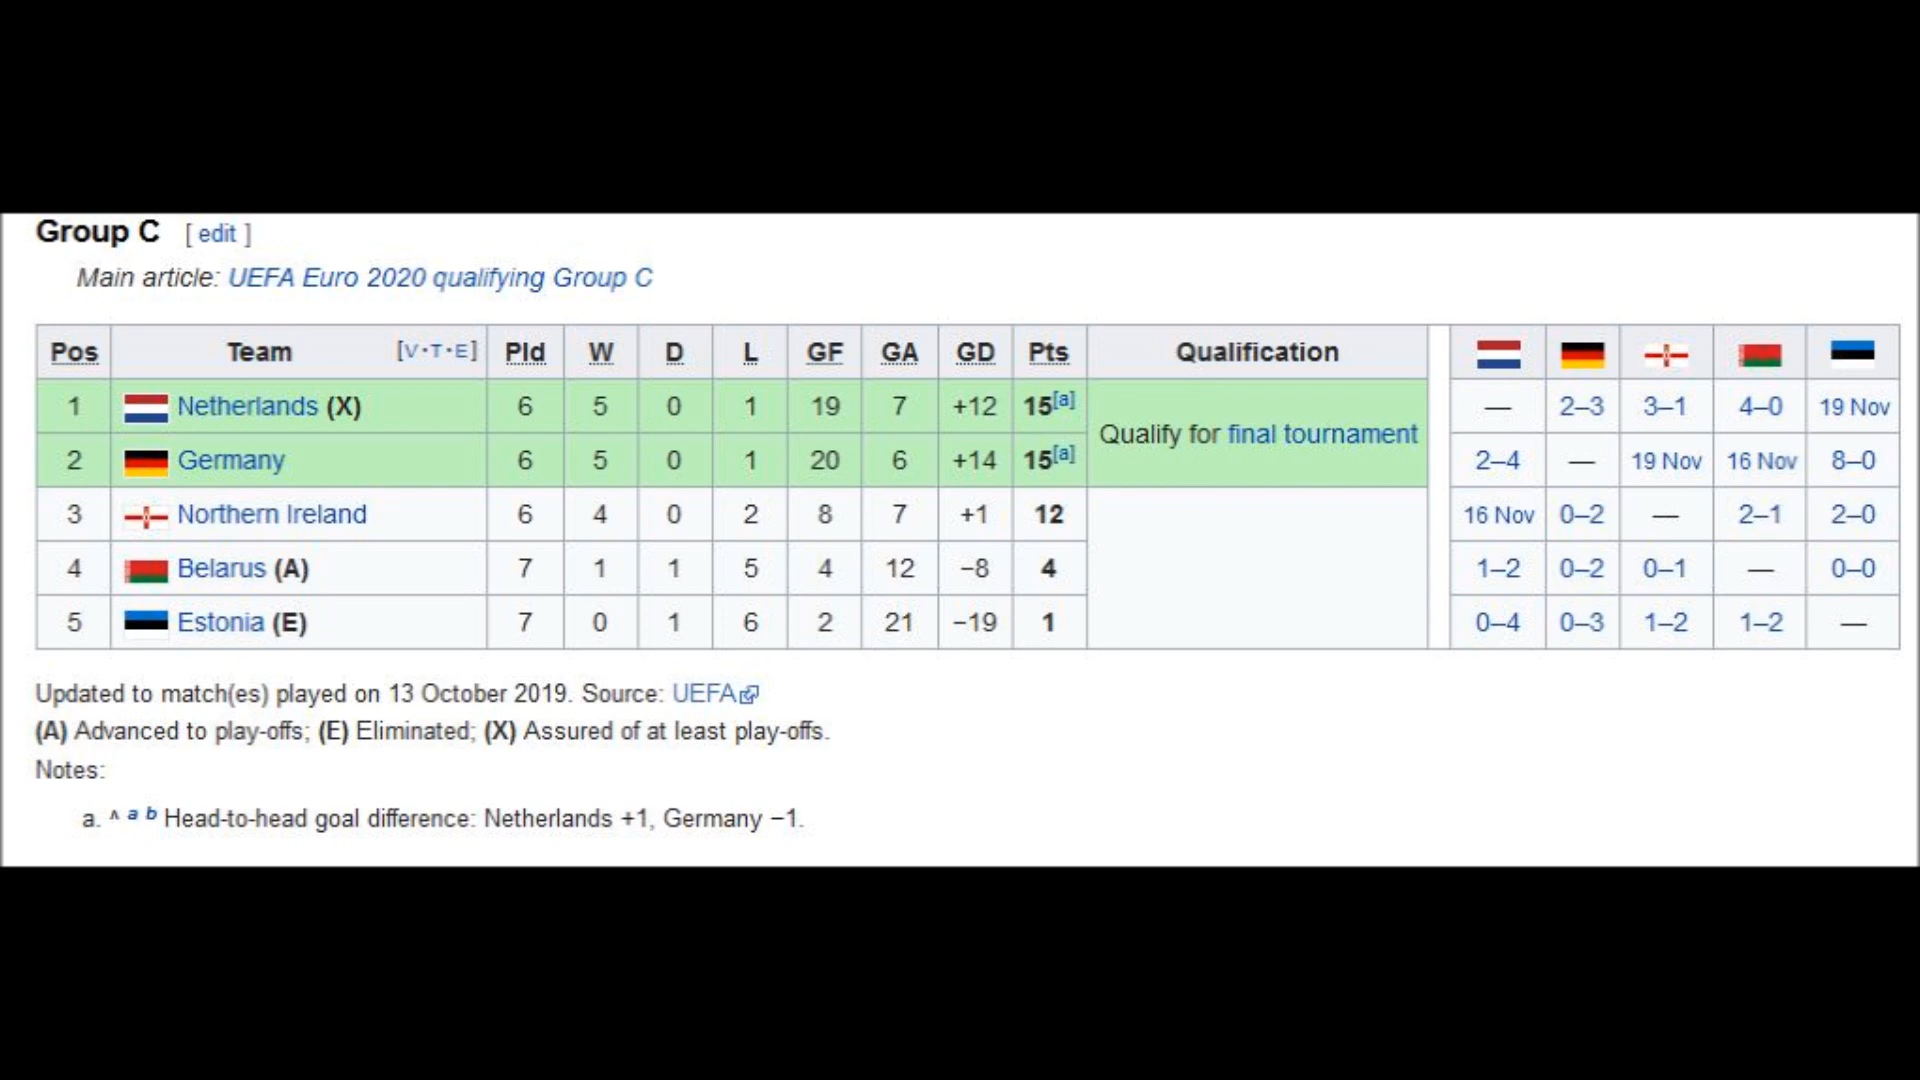 Group C [ edit ]
Main article: UEFA Euro 2020 qualifying Group C
Pos Team [V·T·E] Pld W D L GF GA GD Pts Qualification
1 Netherlands (X) 6 5 0 1 19 7 +12 15[a] Qualify for final tournament — 2–3 3–1 4–0 19 Nov
2 Germany 6 5 0 1 20 6 +14 15[a] 2–4 — 19 Nov 16 Nov 8–0
3 Northern Ireland 6 4 0 2 8 7 +1 12 16 Nov 0–2 — 2–1 2–0
4 Belarus (A) 7 1 1 5 4 12 −8 4 1–2 0–2 0–1 — 0–0
5 Estonia (E) 7 0 1 6 2 21 −19 1 0–4 0–3 1–2 1–2 —
Updated to match(es) played on 13 October 2019. Source: UEFA
(A) Advanced to play-offs; (E) Eliminated; (X) Assured of at least play-offs.
Notes:
a. ^ a b Head-to-head goal difference: Netherlands +1, Germany −1.